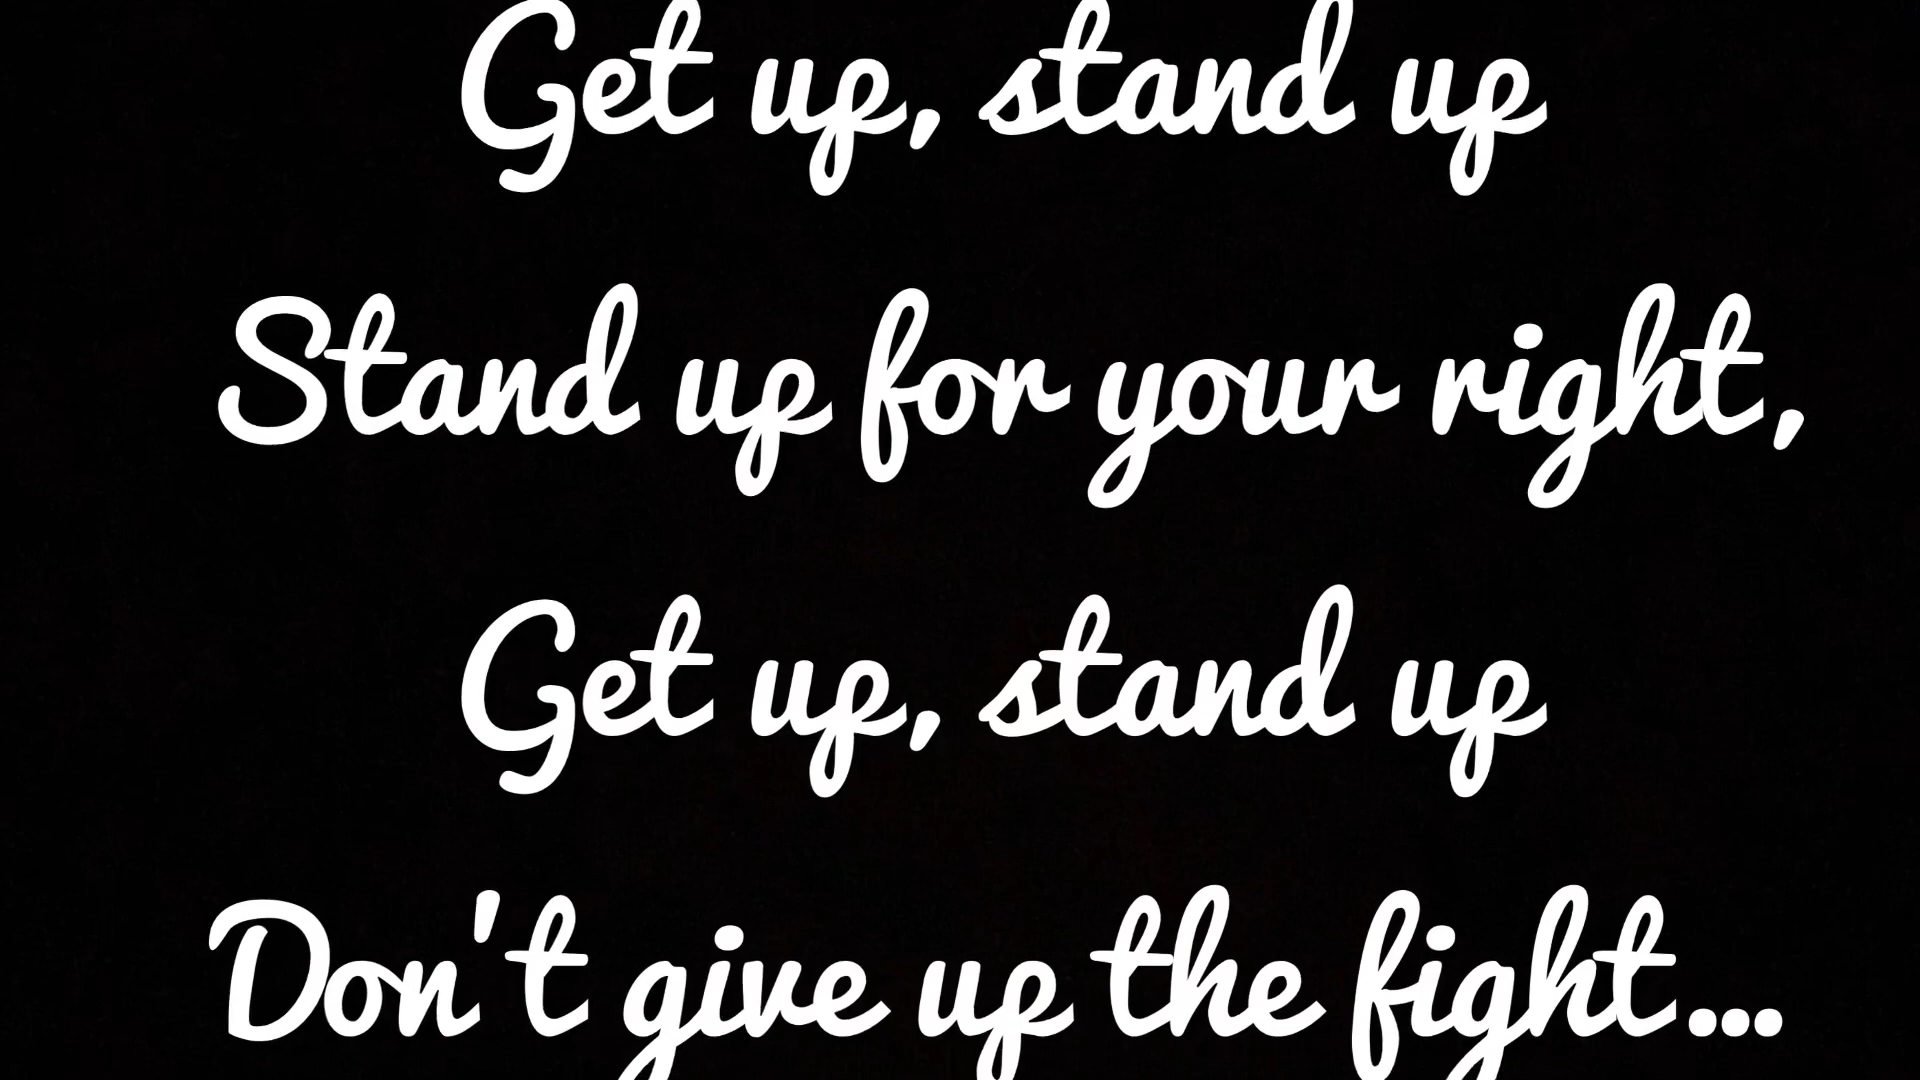 Get up, stand up
Stand up for your right,
Get up, stand up
Don't give up the fight...